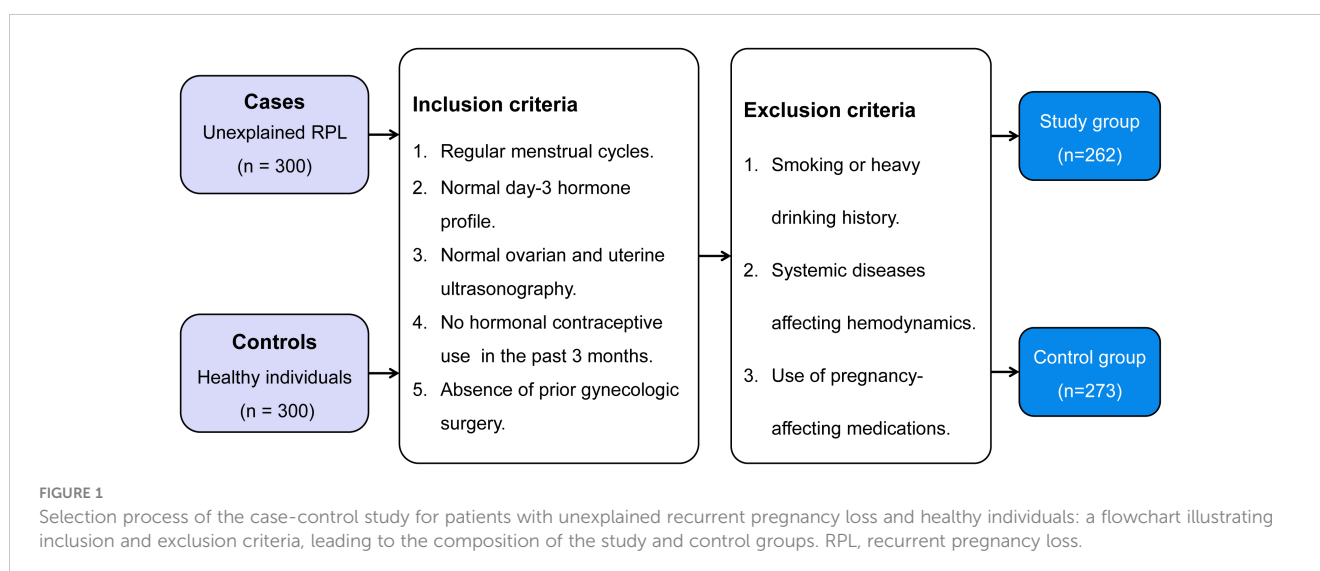 Cases
Unexplained RPL
(n = 300)
Controls
Healthy individuals
(n = 300)
Inclusion criteria
1. Regular menstrual cycles.
2. Normal day-3 hormone
profile.
3. Normal ovarian and uterine
ultrasonography.
4. No hormonal contraceptive
use in the past 3 months.
5. Absence of prior gynecologic
surgery.
Exclusion criteria
1. Smoking or heavy
drinking history.
2. Systemic diseases
affecting hemodynamics.
3. Use of pregnancy-
affecting medications.
Study group
(n=262)
Control group
(n=273)
FIGURE 1
Selection process of the case-control study for patients with unexplained recurrent pregnancy loss and healthy individuals: a flowchart illustrating
inclusion and exclusion criteria, leading to the composition of the study and control groups. RPL, recurrent pregnancy loss.